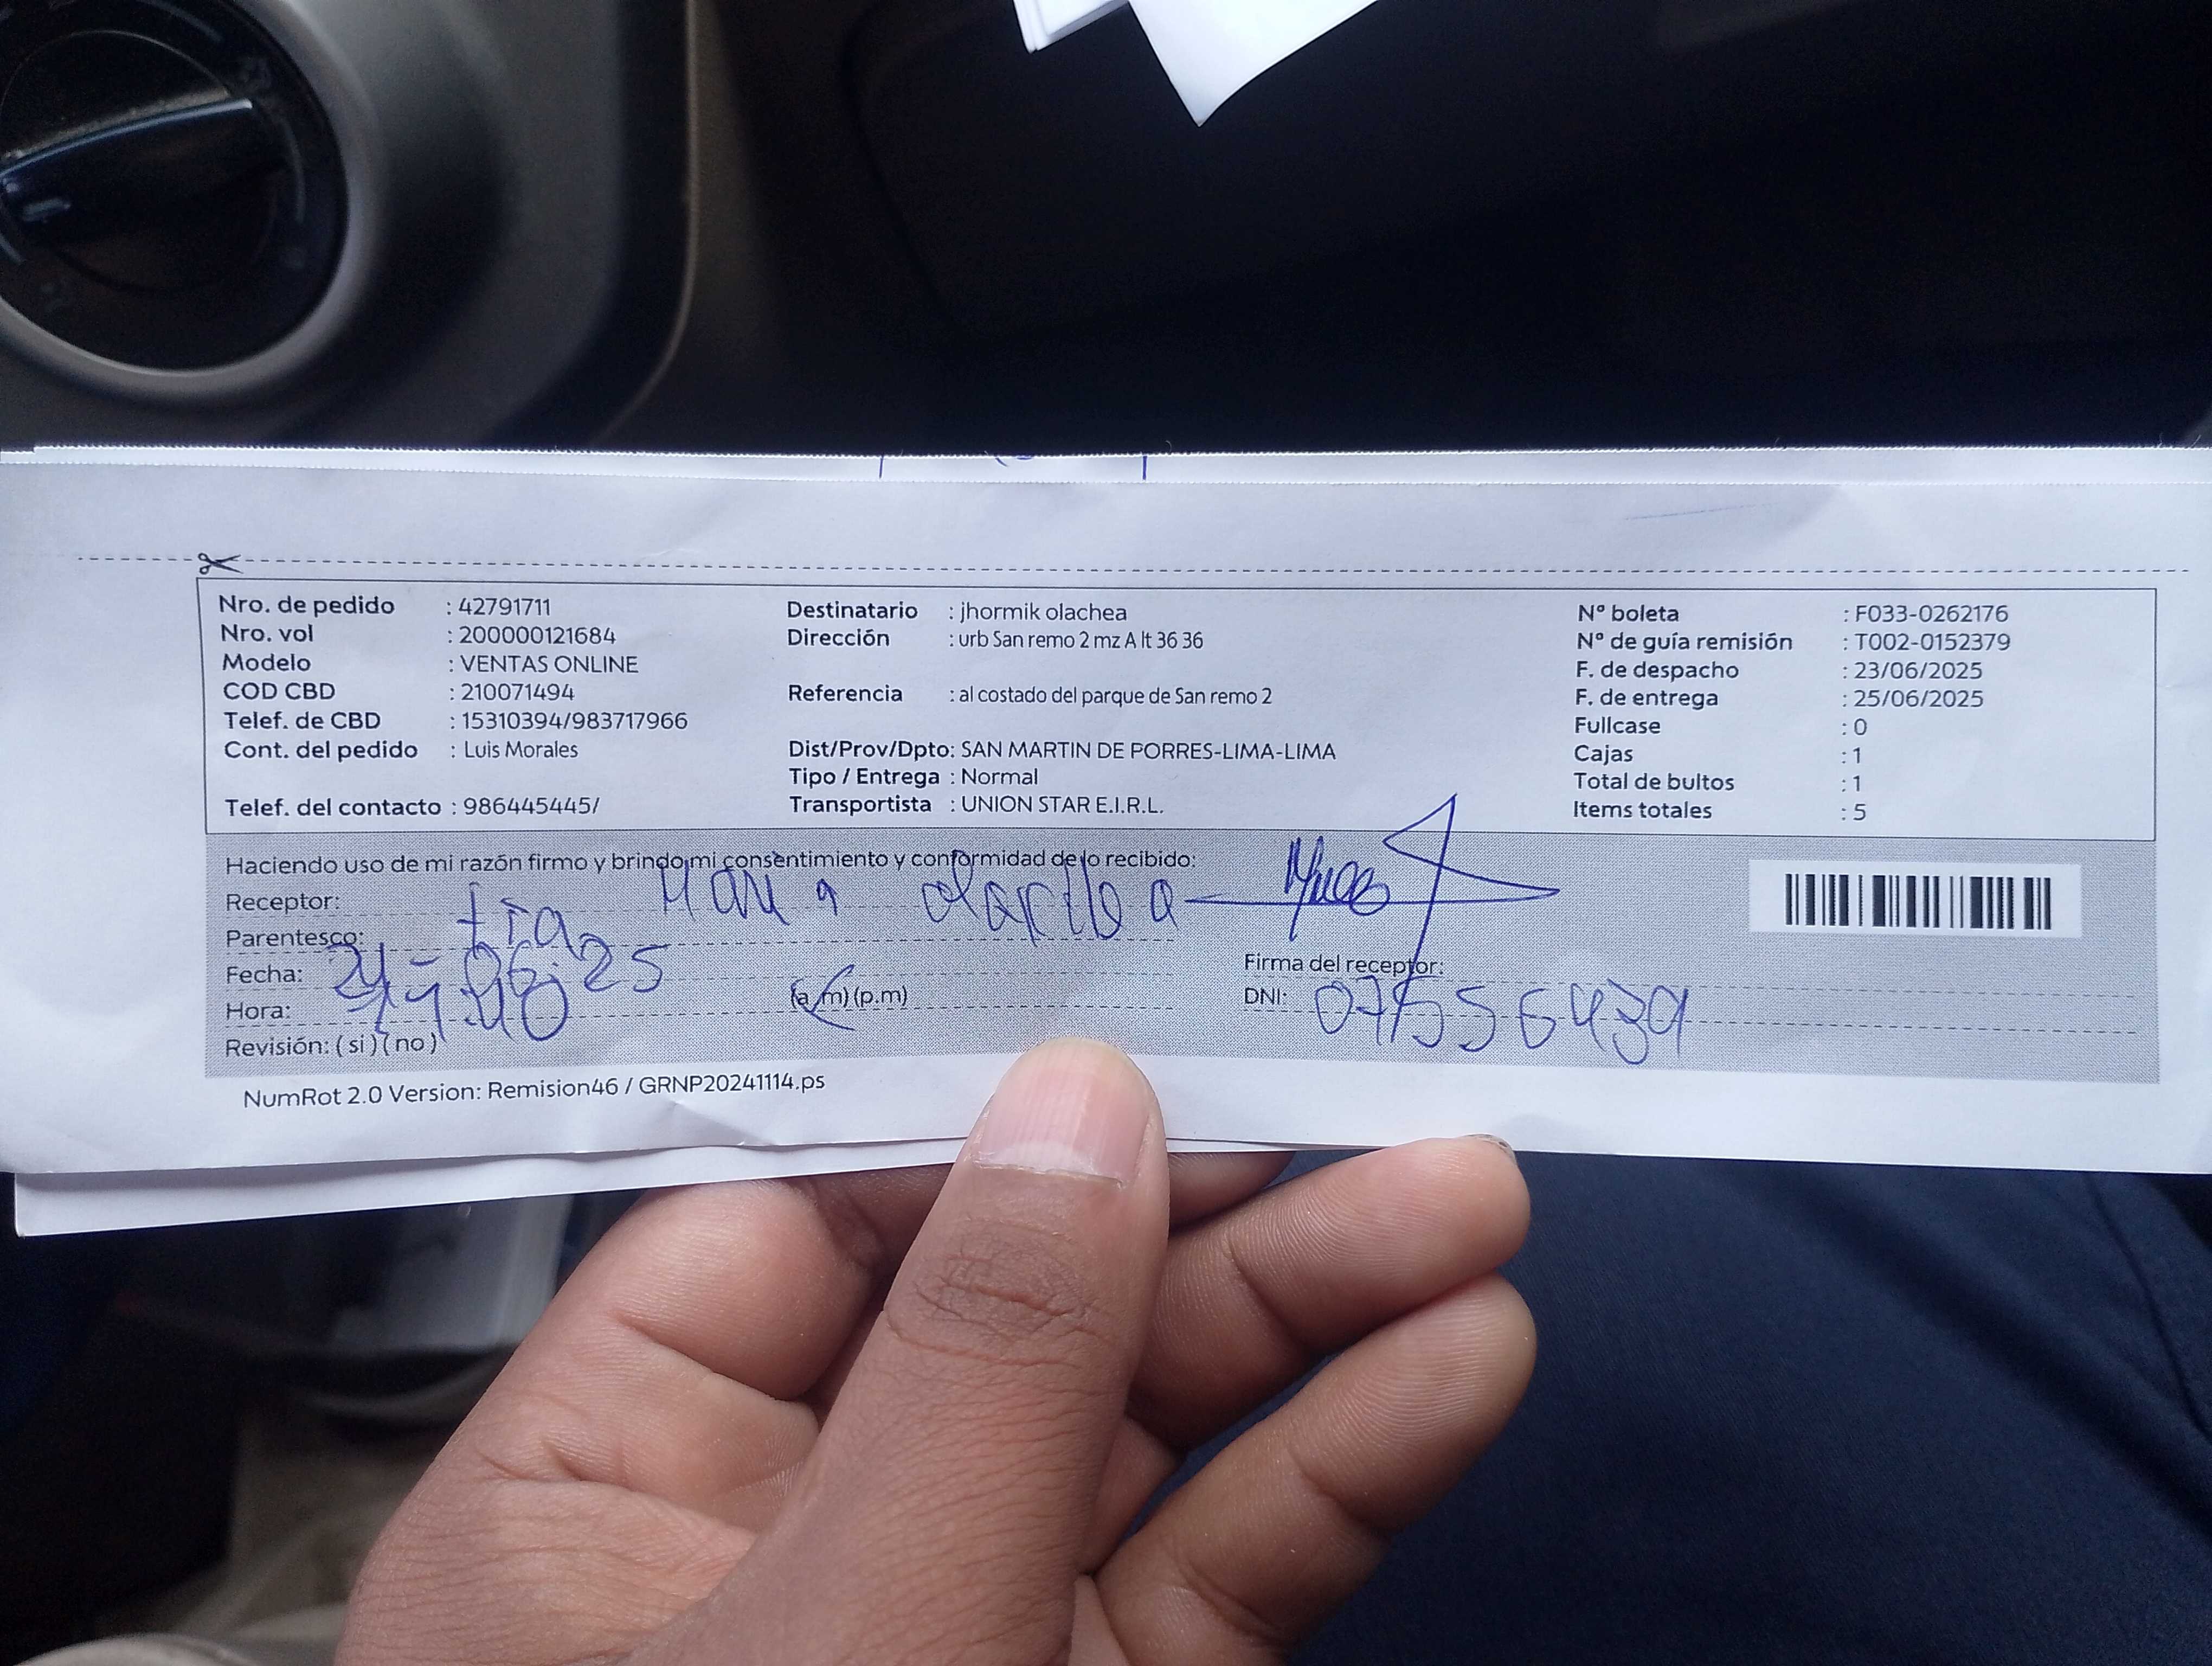 Nro. de pedido : 42791711
Nro. vol : 200000121684
Modelo : VENTAS ONLINE
COD CBD : 210071494
Telef. de CBD : 15310394/983717966
Cont. del pedido : Luis Morales
Telef. del contacto : 986445445/
Destinatario : jhormik olachea
Dirección : urb San remo 2 mz A lt 36 36
Referencia : al costado del parque de San remo 2
Dist/Prov/Dpto: SAN MARTIN DE PORRES-LIMA-LIMA
Tipo / Entrega : Normal
Transportista : UNION STAR E.I.R.L.
Nº boleta : F033-0262176
Nº de guía remisión : T002-0152379
F. de despacho : 23/06/2025
F. de entrega : 25/06/2025
Fullcase : 0
Cajas : 1
Total de bultos : 1
Items totales : 5
Haciendo uso de mi razón firmo y brindo mi consentimiento y conformidad de lo recibido:
Receptor:
Parentesco: tia
Fecha: 24-06-25
Hora: (a.m) (p.m)
Revisión: ( si ) ( no )
Firma del receptor:
DNI: 07556439
NumRot 2.0 Version: Remision46 / GRNP20241114.ps